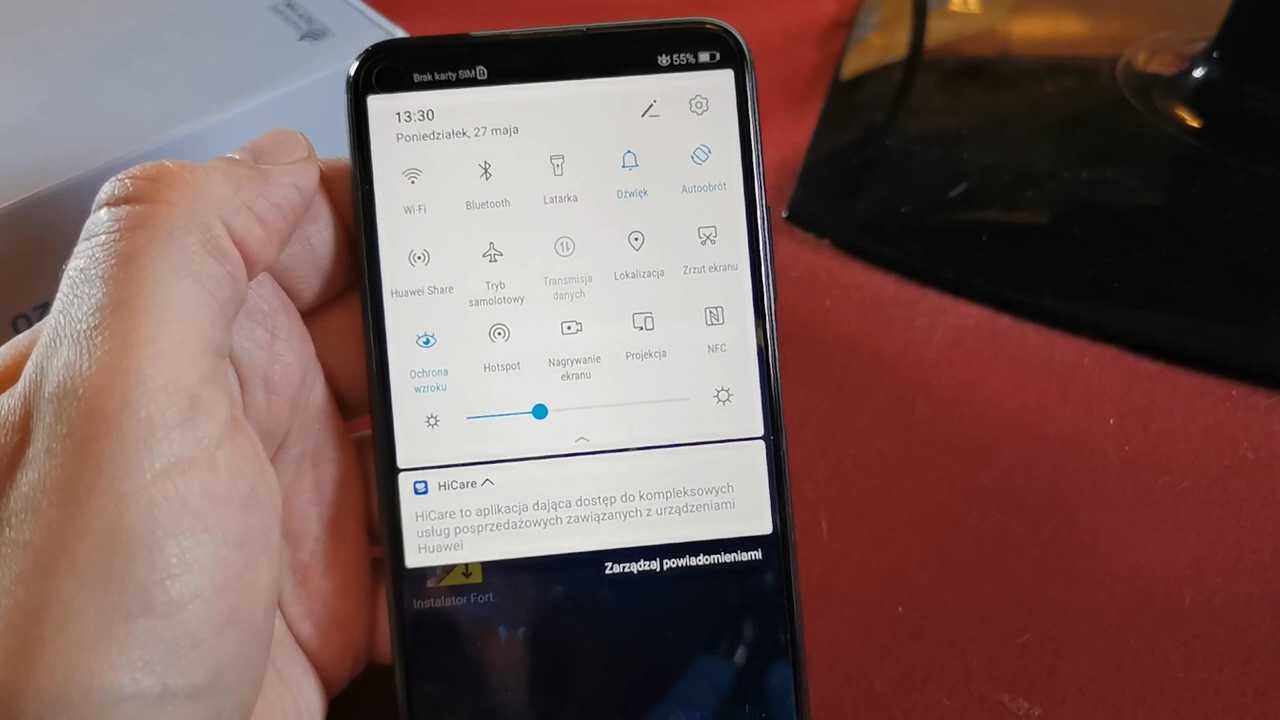 Brak karty SIM
55%
13:30
Poniedziałek, 27 maja
Wi-Fi
Bluetooth
Latarka
Dźwięk
Autoobrót
Huawei Share
Tryb
samolotowy
Transmisja
danych
Lokalizacja
Zrzut ekranu
Ochrona
wzroku
Hotspot
Nagrywanie
ekranu
Projekcja
NFC
HiCare
HiCare to aplikacja dająca dostęp do kompleksowych
usług posprzedażowych zawiązanych z urządzeniami
Huawei
Zarządzaj powiadomieniami
Instalator Fort..
20